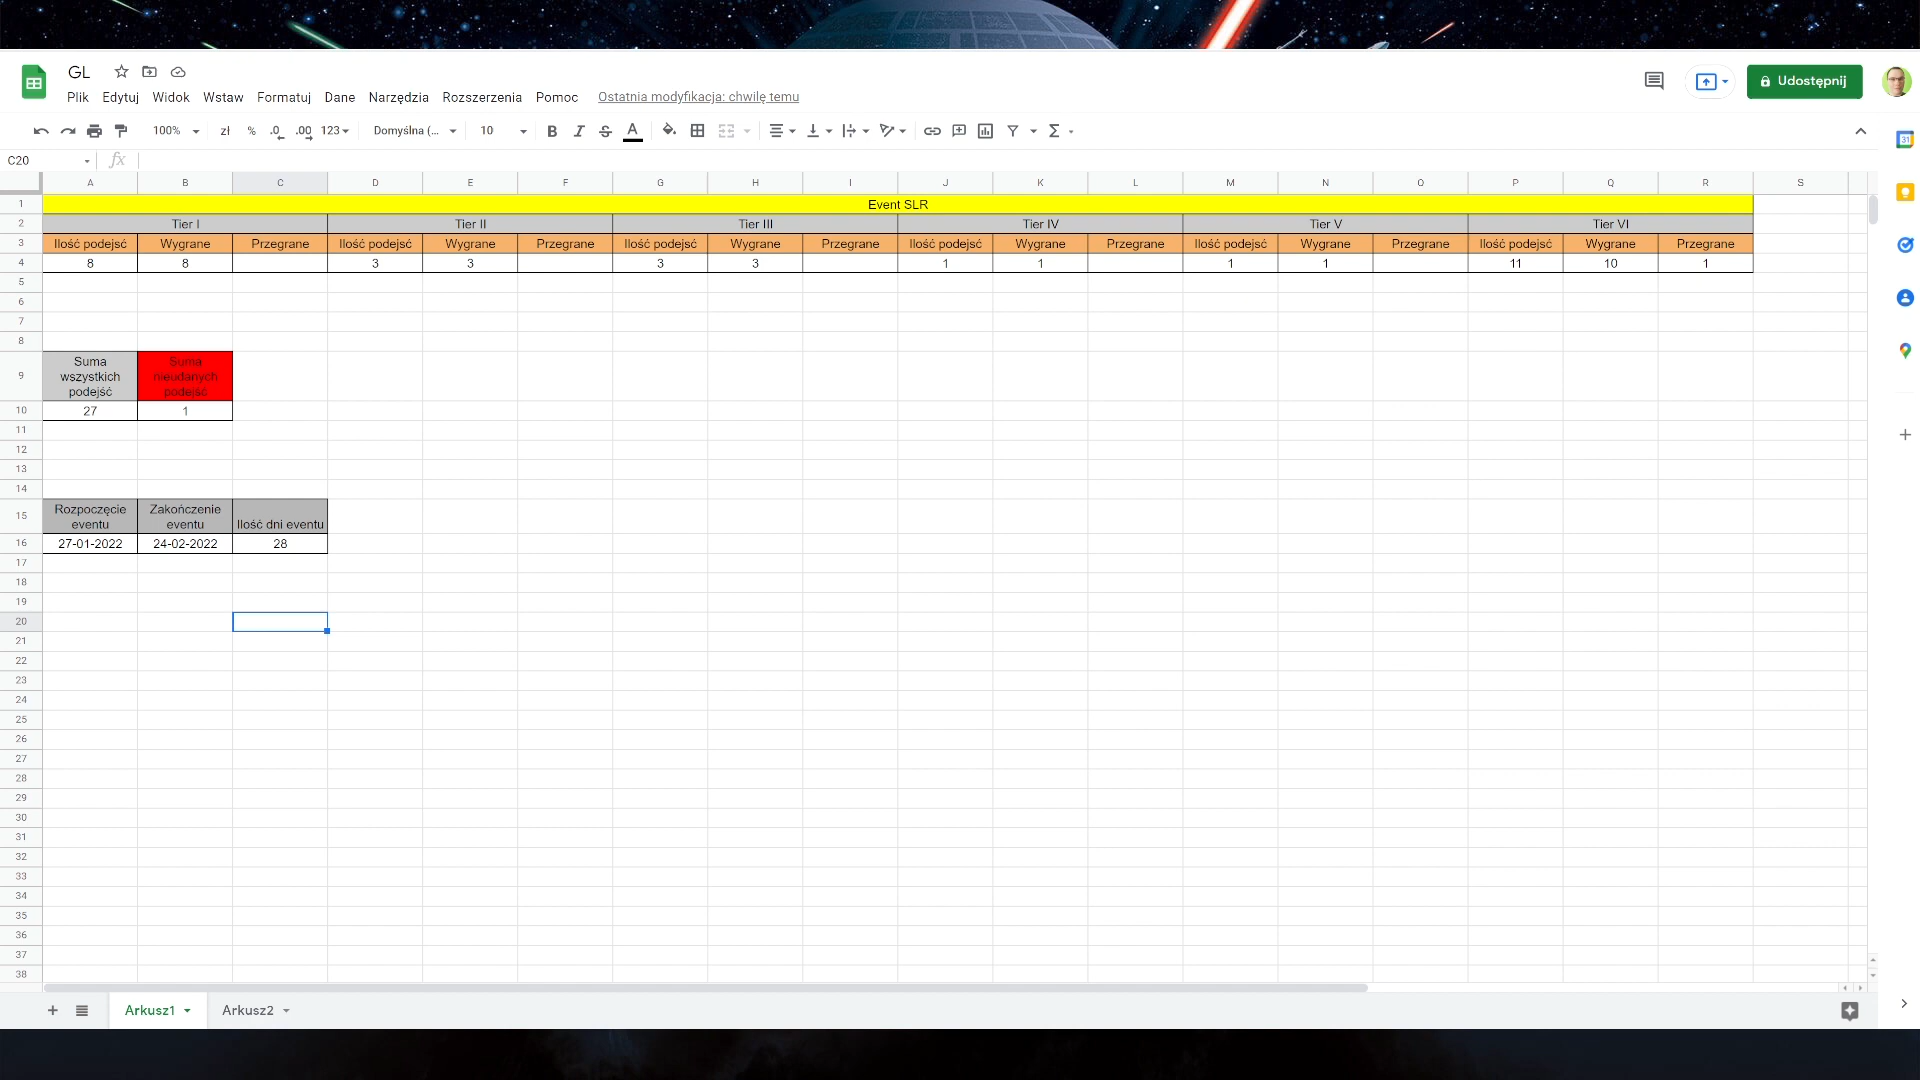 GL
Plik Edytuj Widok Wstaw Formatuj Dane Narzędzia Rozszerzenia Pomoc Ostatnia modyfikacja: chwilę temu
Udostępnij
100% zł % .0 .00 123 Domyślna (... 10 B I S A Σ
C20 fx
A B C D E F G H I J K L M N O P Q R S
1 Event SLR
2 Tier I Tier II Tier III Tier IV Tier V Tier VI
3 Ilość podejść Wygrane Przegrane Ilość podejść Wygrane Przegrane Ilość podejść Wygrane Przegrane Ilość podejść Wygrane Przegrane Ilość podejść Wygrane Przegrane Ilość podejść Wygrane Przegrane
4 8 8 3 3 3 3 1 1 1 1 11 10 1
5
6
7
8
9 Suma wszystkich podejść Suma nieudanych podejść
10 27 1
11
12
13
14
15 Rozpoczęcie eventu Zakończenie eventu Ilość dni eventu
16 27-01-2022 24-02-2022 28
17
18
19
20
21
22
23
24
25
26
27
28
29
30
31
32
33
34
35
36
37
38
Arkusz1 Arkusz2
31